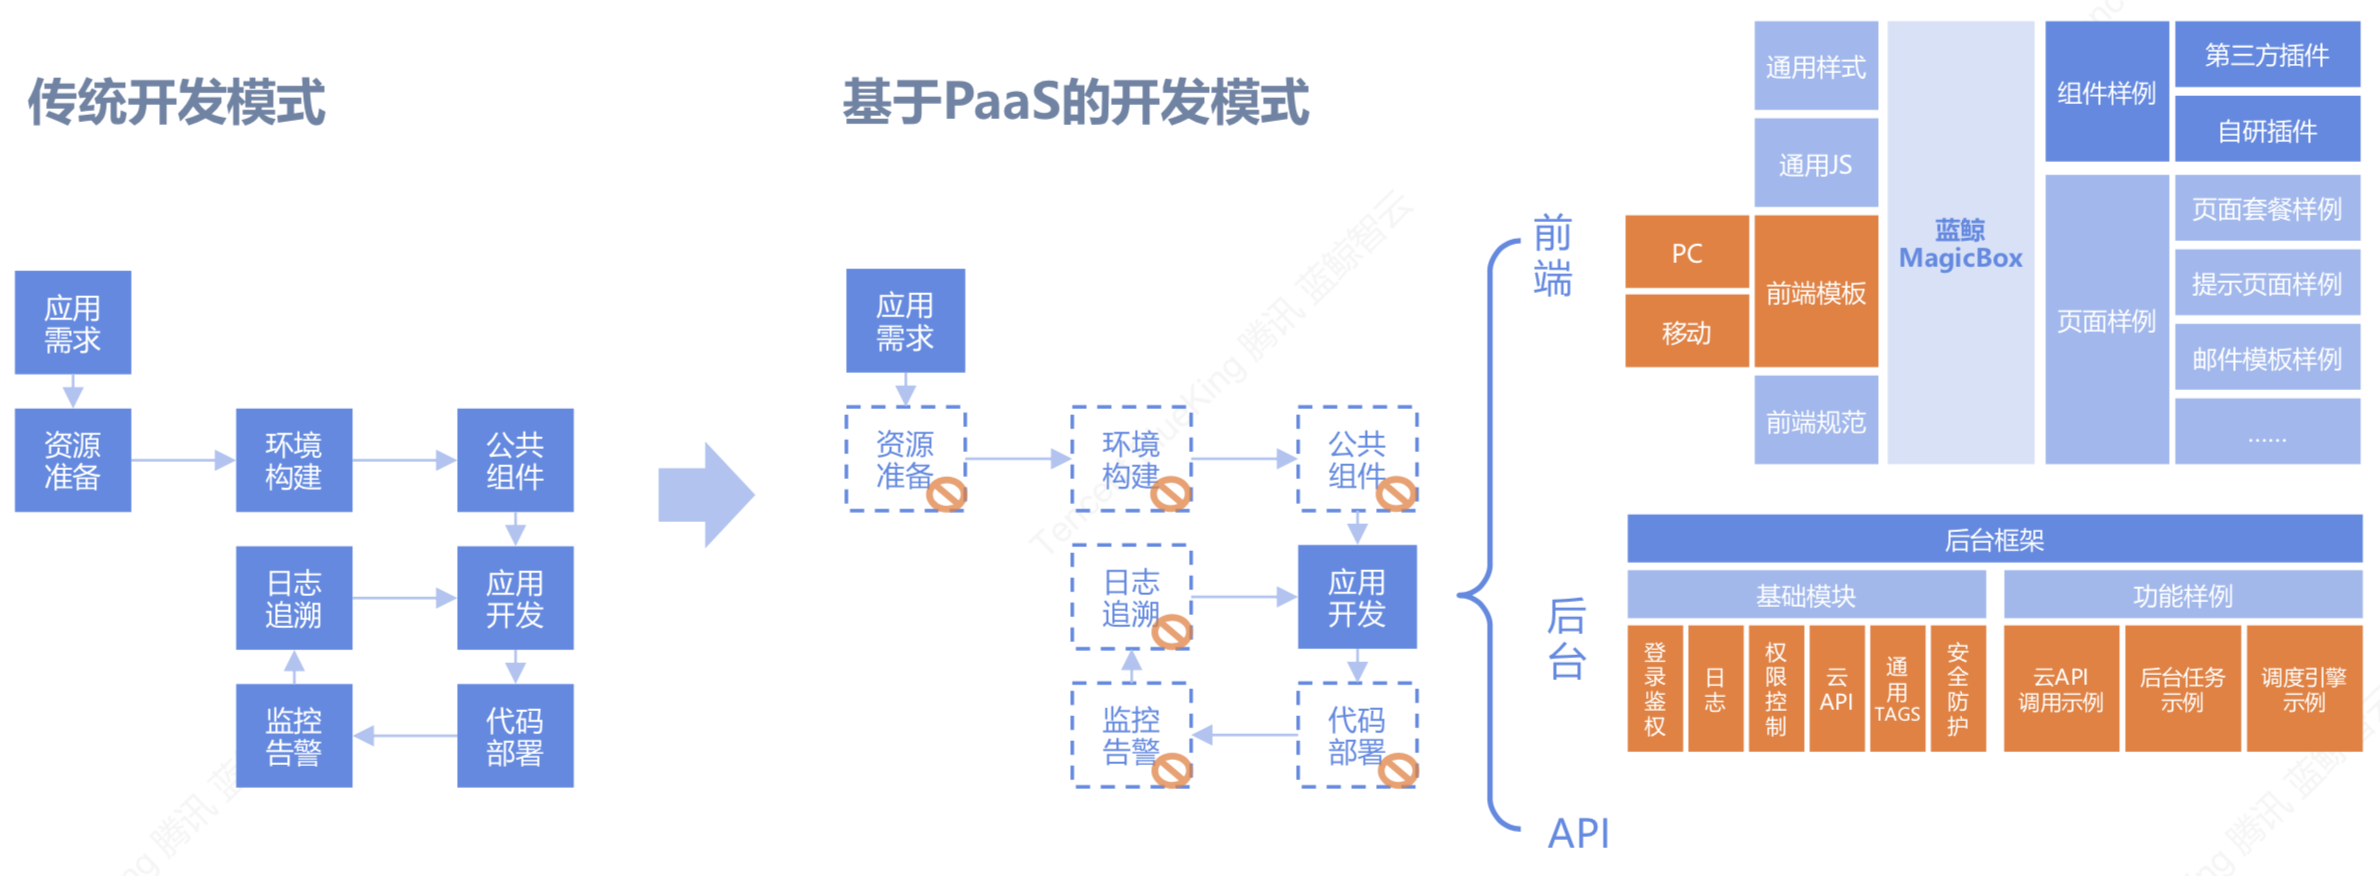 传统开发模式
应用
需求
资源
准备
环境
构建
公共
组件
日志
追溯
应用
开发
监控
告警
代码
部署
基于PaaS的开发模式
应用
需求
资源
准备
环境
构建
公共
组件
日志
追溯
应用
开发
监控
告警
代码
部署
前
端
后
台
API
PC
移动
通用样式
通用JS
前端模板
前端规范
蓝鲸
MagicBox
组件样例
第三方插件
自研插件
页面样例
页面套餐样例
提示页面样例
邮件模板样例
......
后台框架
基础模块
功能样例
登
录
鉴
权
日
志
权
限
控
制
云
API
通
用
TAGS
安
全
防
护
云API
调用示例
后台任务
示例
调度引擎
示例
腾讯 蓝鲸智云